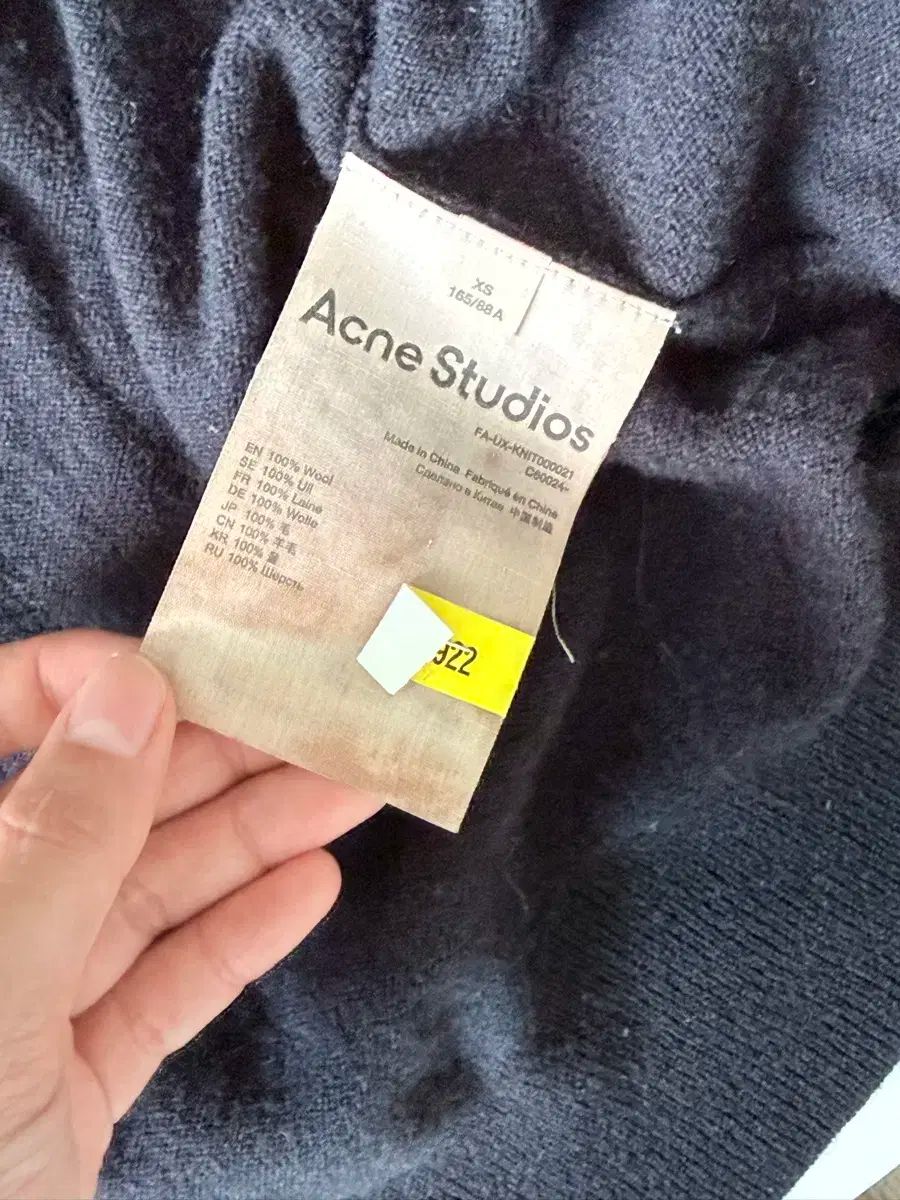 XS
165/88A
Acne Studios
FA-UX-KNIT000021
C60024-
Made in China Fabriqué en Chine
Сделано в Китае 中国制造
EN 100% Wool
SE 100% Ull
FR 100% Laine
DE 100% Wolle
JP 100% 毛
CN 100% 羊毛
KR 100% 울
RU 100% Шерсть
922